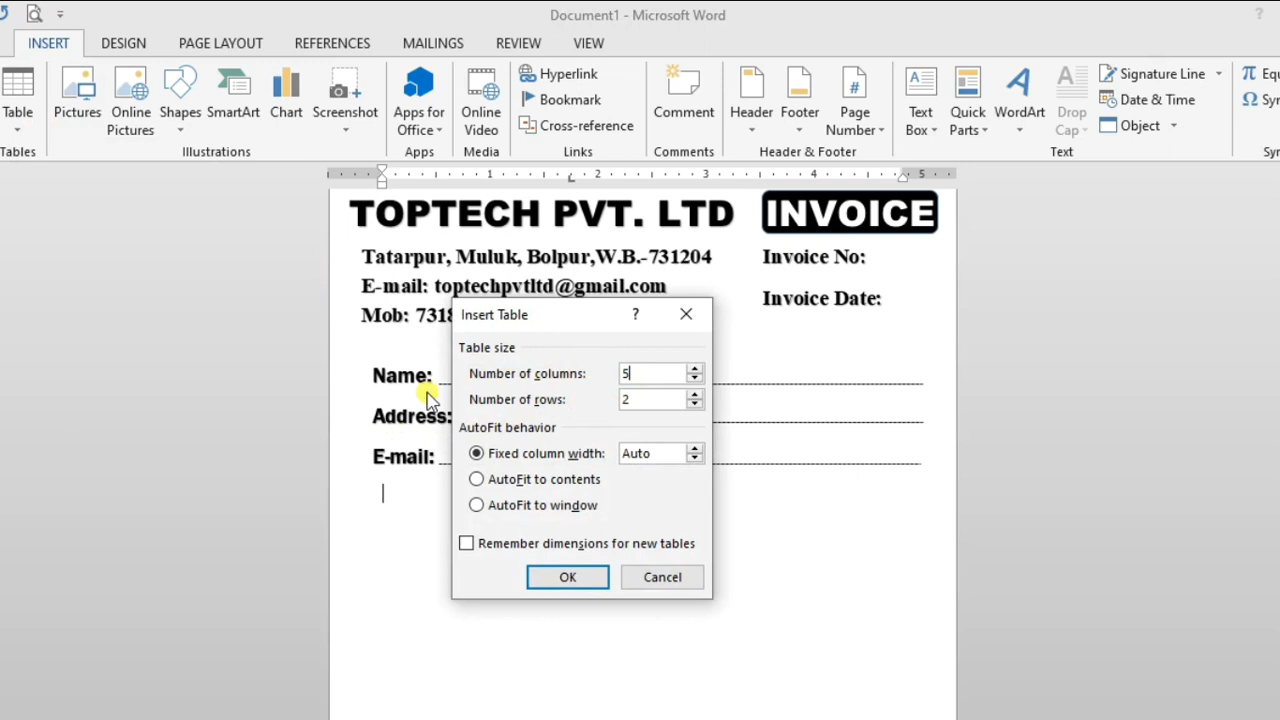 Document1 - Microsoft Word
?
INSERT DESIGN PAGE LAYOUT REFERENCES MAILINGS REVIEW VIEW
Table
Tables
Pictures
Online Pictures
Shapes
SmartArt
Chart
Screenshot
Illustrations
Apps for Office
Apps
Online Video
Media
Hyperlink
Bookmark
Cross-reference
Links
Comment
Comments
Header
Footer
Page Number
Header & Footer
Text Box
Quick Parts
WordArt
Drop Cap
Signature Line
Date & Time
Object
Text
1 2 3 4 5
TOPTECH PVT. LTD INVOICE
Tatarpur, Muluk, Bolpur,W.B.-731204 Invoice No:
E-mail: toptechpvtltd@gmail.com
Invoice Date:
Mob: 7318
Name:
Address:
E-mail:
Insert Table ?
Table size
Number of columns: 5
Number of rows: 2
AutoFit behavior
Fixed column width: Auto
AutoFit to contents
AutoFit to window
Remember dimensions for new tables
OK Cancel